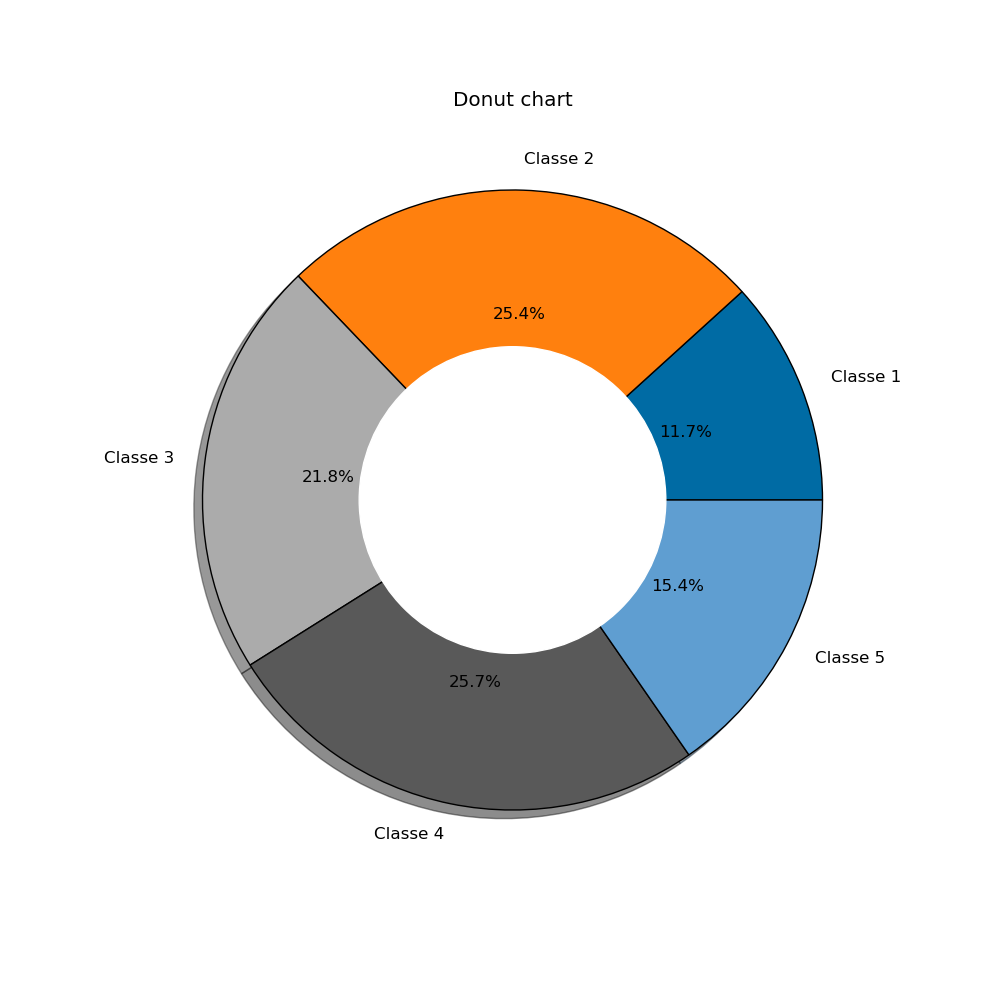 Donut chart
Classe 2
Classe 1
Classe 3
Classe 5
Classe 4
25.4%
11.7%
21.8%
15.4%
25.7%